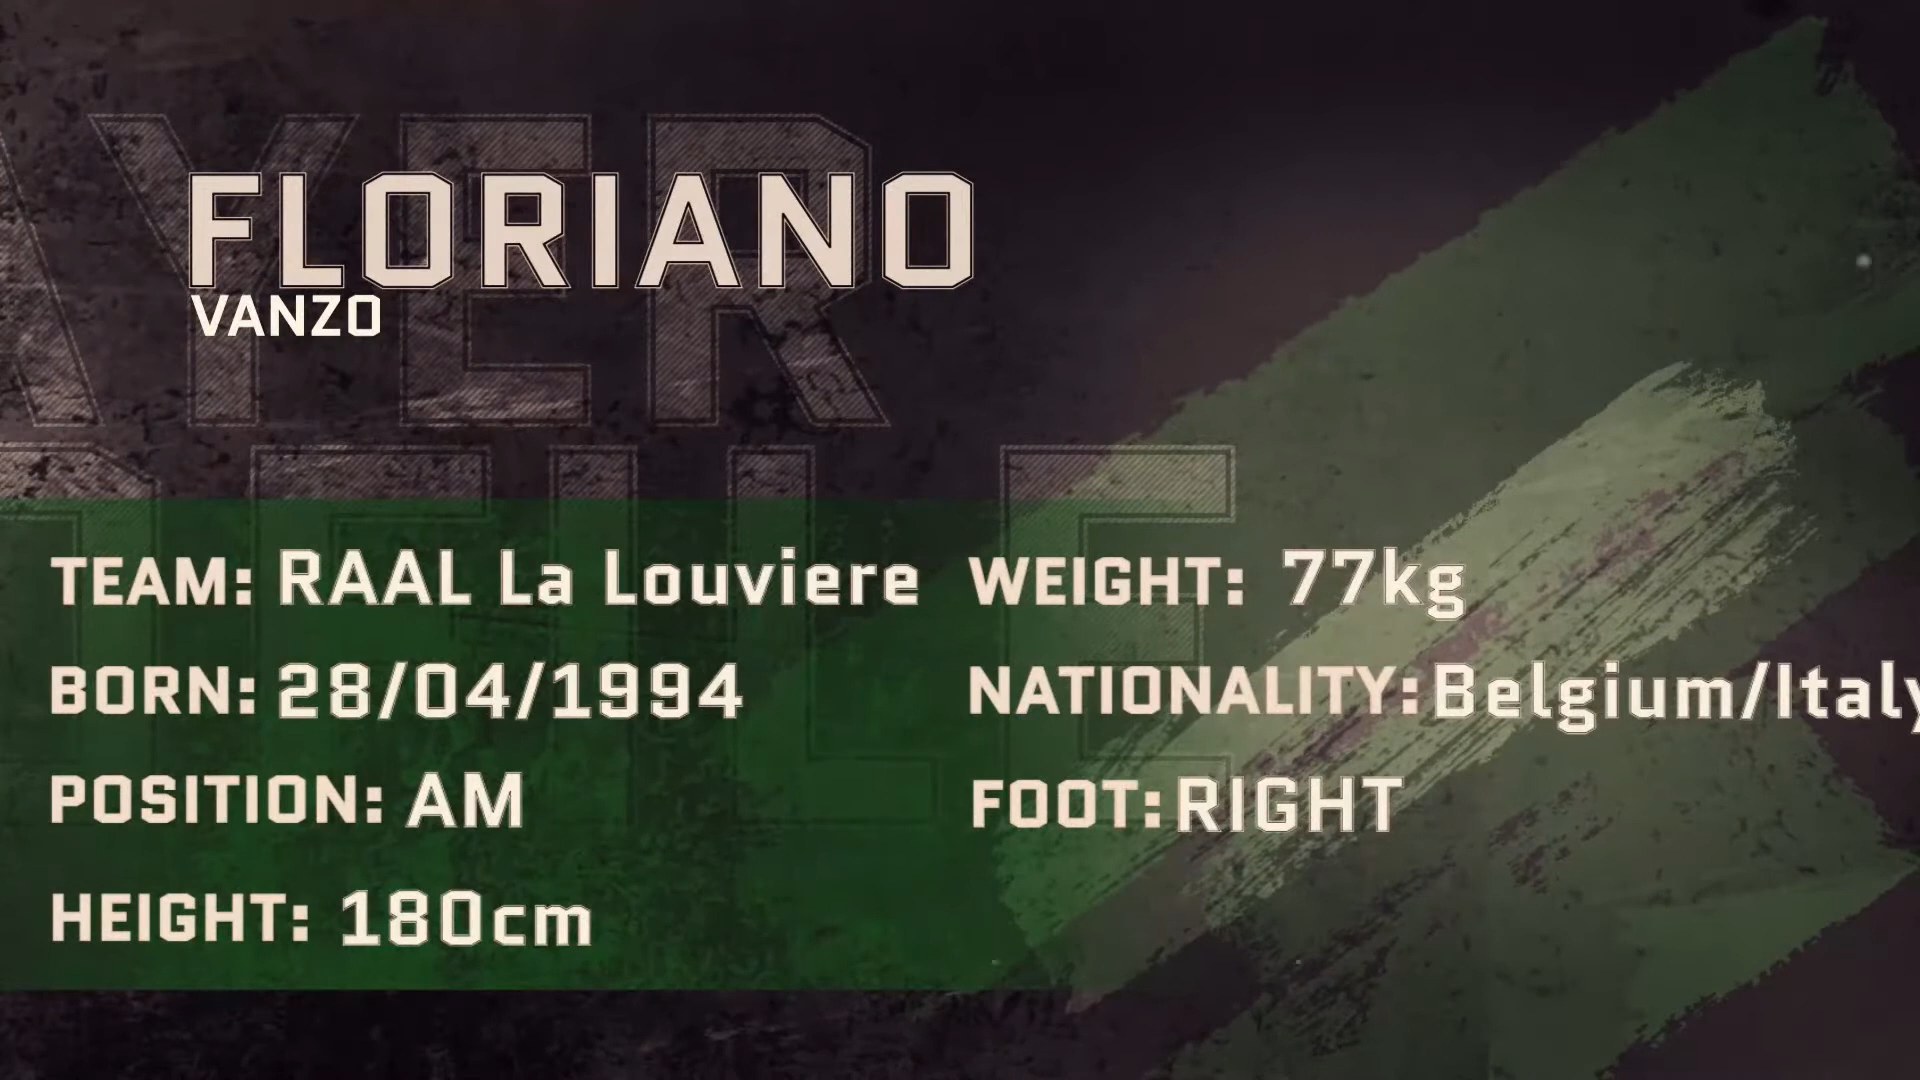 FLORIANO
VANZO
TEAM: RAAL La Louviere
BORN: 28/04/1994
POSITION: AM
HEIGHT: 180cm
WEIGHT: 77kg
NATIONALITY: Belgium/Italy
FOOT: RIGHT